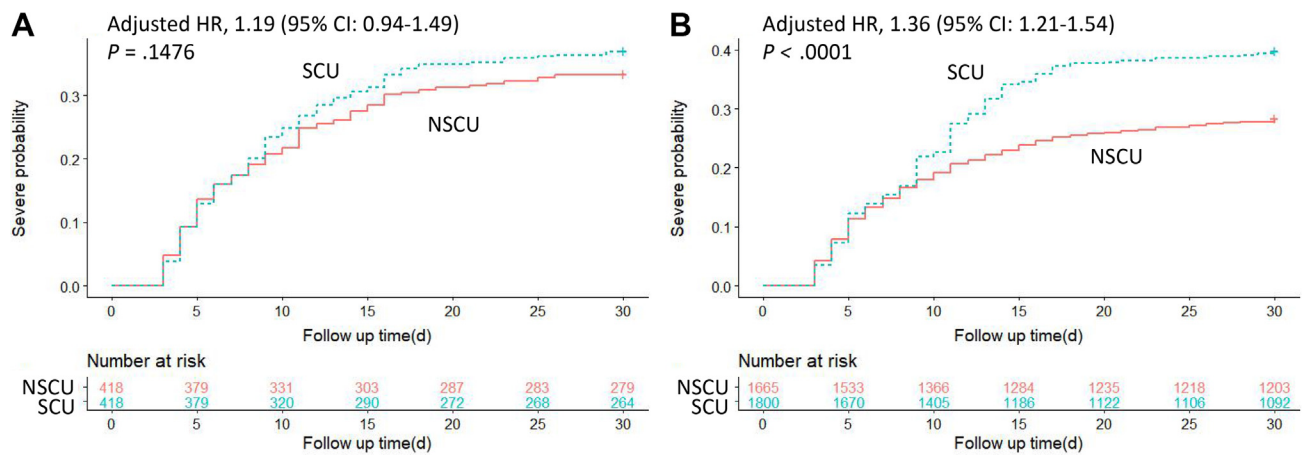 A
Adjusted HR, 1.19 (95% CI: 0.94-1.49)
P = .1476
SCU
NSCU
Severe probability
0.3
0.2
0.1
0.0
0 5 10 15 20 25 30
Follow up time(d)
Number at risk
NSCU 418 379 331 303 287 283 279
SCU 418 379 320 290 272 268 264
0 5 10 15 20 25 30
Follow up time(d)
B
Adjusted HR, 1.36 (95% CI: 1.21-1.54)
P < .0001
SCU
NSCU
Severe probability
0.4
0.3
0.2
0.1
0.0
0 5 10 15 20 25 30
Follow up time(d)
Number at risk
NSCU 1665 1533 1366 1284 1235 1218 1203
SCU 1800 1670 1405 1186 1122 1106 1092
0 5 10 15 20 25 30
Follow up time(d)